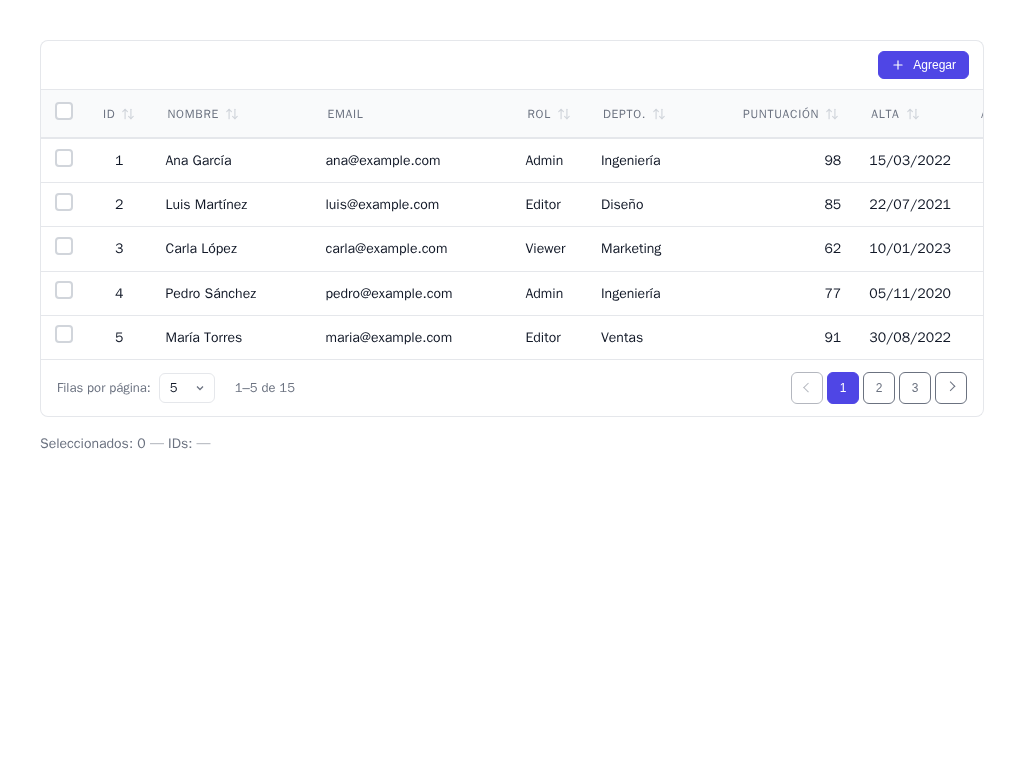 Agregar
ID NOMBRE EMAIL ROL DEPTO. PUNTUACIÓN ALTA
1 Ana García ana@example.com Admin Ingeniería 98 15/03/2022
2 Luis Martínez luis@example.com Editor Diseño 85 22/07/2021
3 Carla López carla@example.com Viewer Marketing 62 10/01/2023
4 Pedro Sánchez pedro@example.com Admin Ingeniería 77 05/11/2020
5 María Torres maria@example.com Editor Ventas 91 30/08/2022
Filas por página: 5 1–5 de 15 1 2 3
Seleccionados: 0 — IDs: —